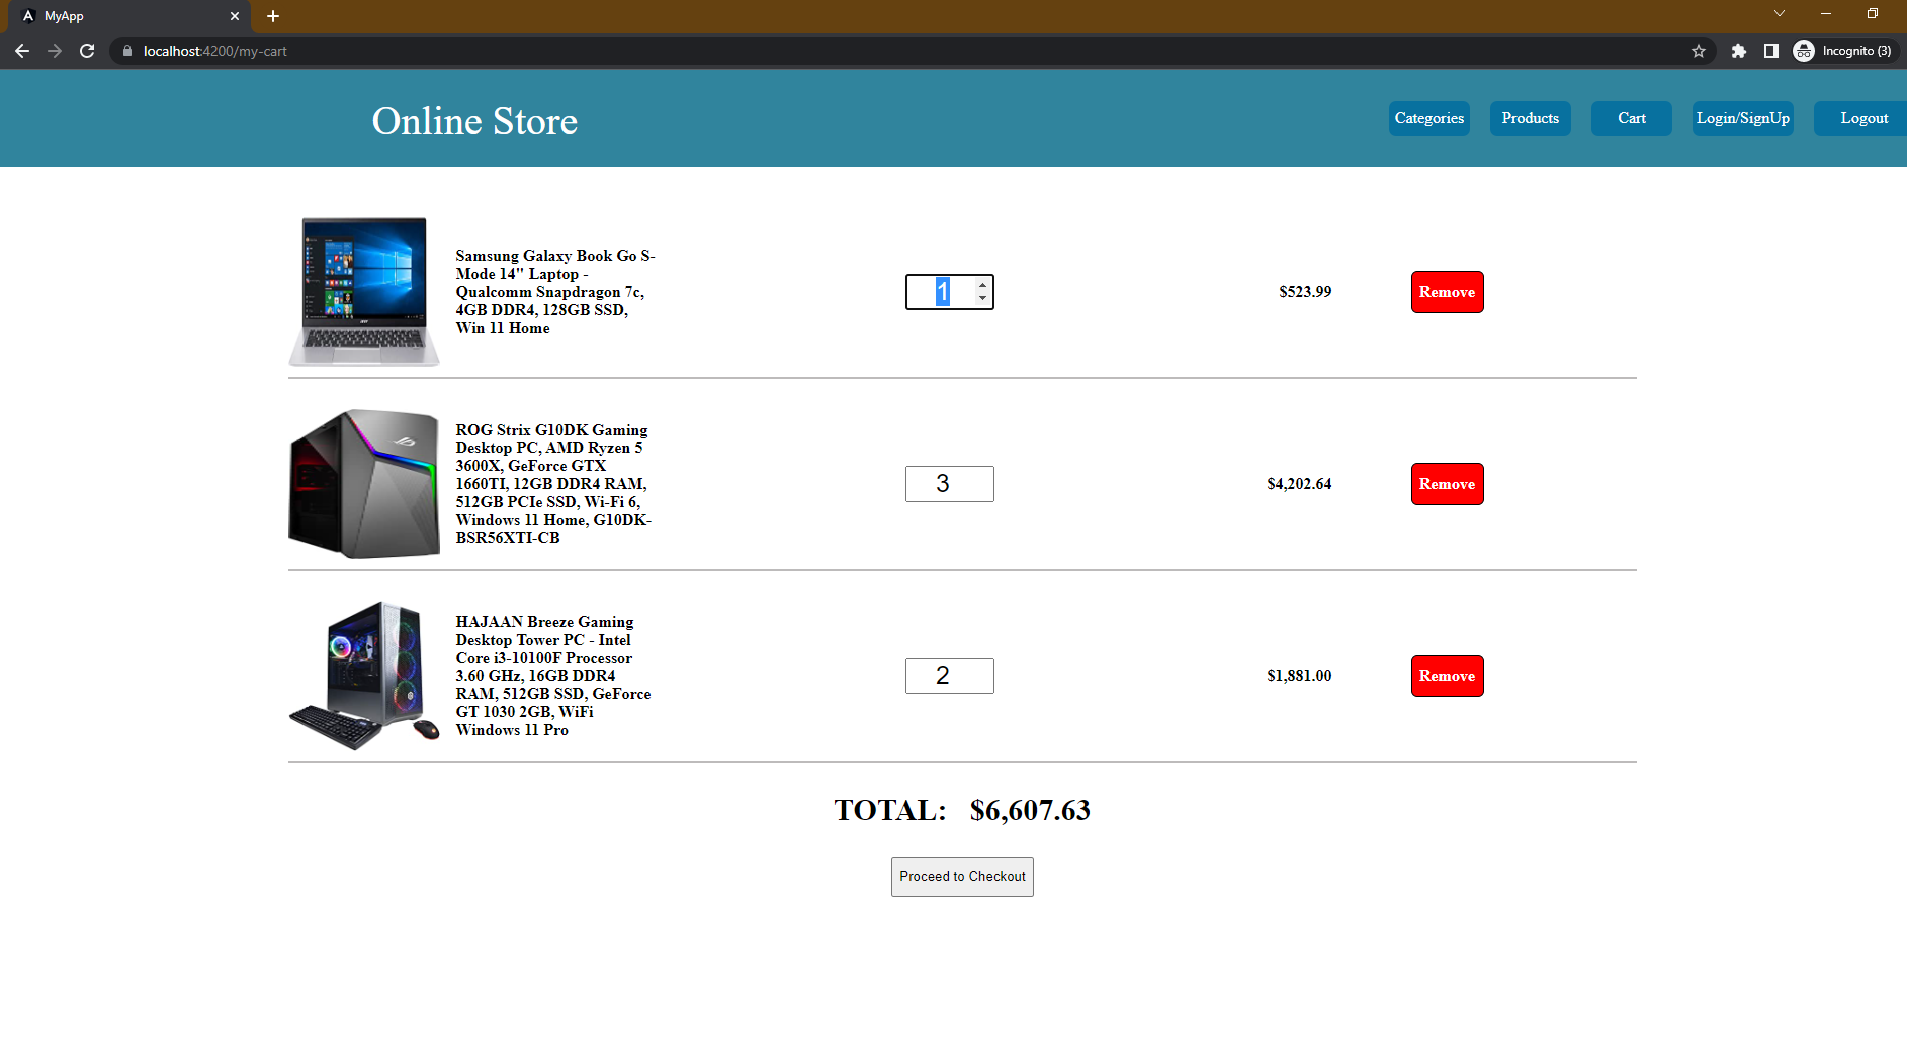 MyApp
localhost:4200/my-cart
Incognito (3)
Online Store
Categories
Products
Cart
Login/SignUp
Logout
Samsung Galaxy Book Go S-
Mode 14" Laptop -
Qualcomm Snapdragon 7c,
4GB DDR4, 128GB SSD,
Win 11 Home
1
$523.99
Remove
ROG Strix G10DK Gaming
Desktop PC, AMD Ryzen 5
3600X, GeForce GTX
1660TI, 12GB DDR4 RAM,
512GB PCIe SSD, Wi-Fi 6,
Windows 11 Home, G10DK-
BSR56XTI-CB
3
$4,202.64
Remove
HAJAAN Breeze Gaming
Desktop Tower PC - Intel
Core i3-10100F Processor
3.60 GHz, 16GB DDR4
RAM, 512GB SSD, GeForce
GT 1030 2GB, WiFi
Windows 11 Pro
2
$1,881.00
Remove
TOTAL: $6,607.63
Proceed to Checkout